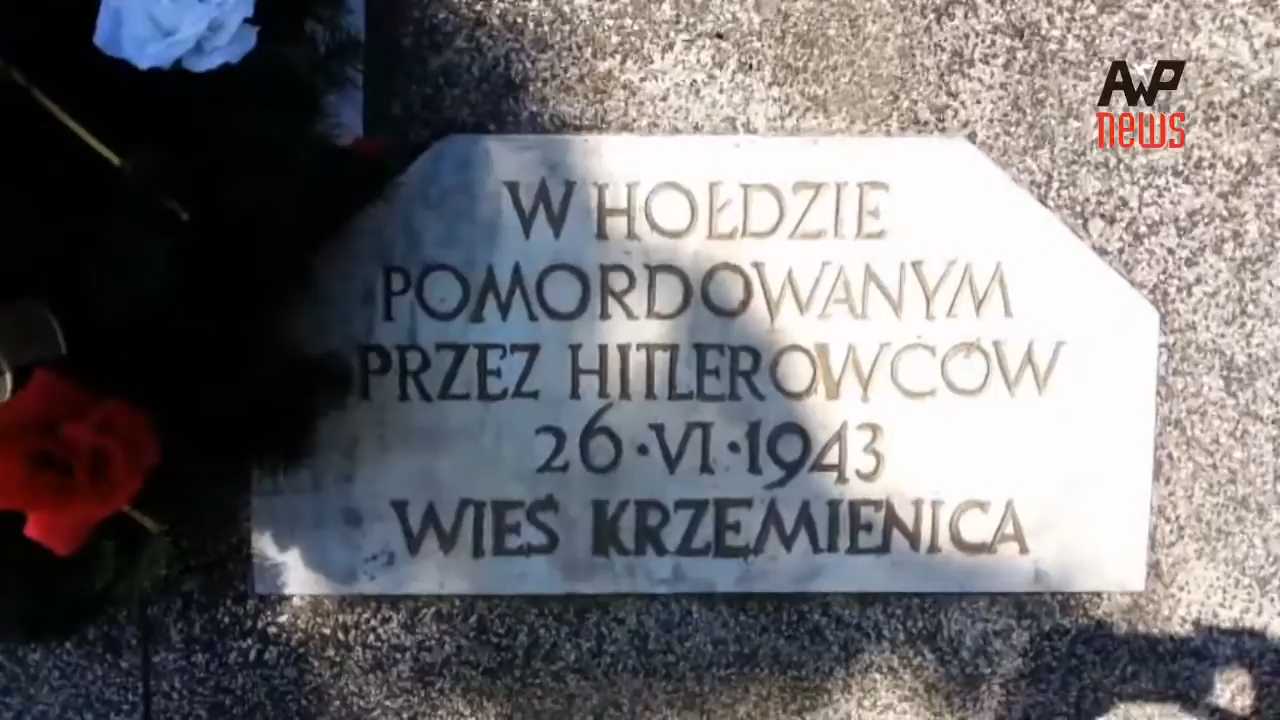 AWP
news
W HOŁDZIE
POMORDOWANYM
PRZEZ HITLEROWCÓW
26·VI·1943
WIEŚ KRZEMIENICA